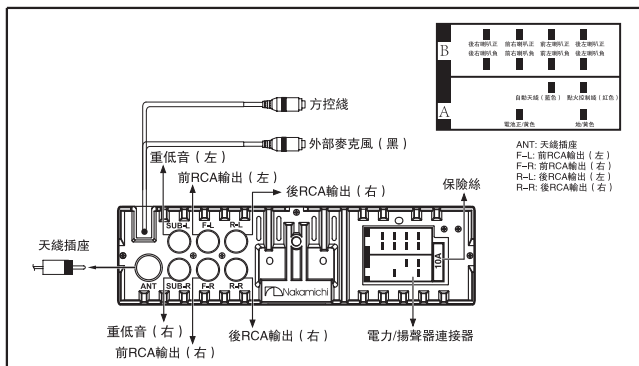 後右喇叭正 前右喇叭正 前左喇叭正 後左喇叭正
B
後右喇叭負 前右喇叭負 前左喇叭負 後左喇叭負
自動天綫(藍色) 點火控制綫(紅色)
A
電池正/黃色 地/黃色
方控綫
外部麥克風(黑)
ANT: 天綫插座
F-L: 前RCA輸出(左)
F-R: 前RCA輸出(右)
R-L: 後RCA輸出(左)
R-R: 後RCA輸出(右)
重低音(左)
前RCA輸出(左)
後RCA輸出(右)
保險絲
SUB-L F-L R-L
天綫插座
10A
ANT SUB-R F-R R-R
Nakamichi
重低音(右)
前RCA輸出(右)
後RCA輸出(右)
電力/揚聲器連接器